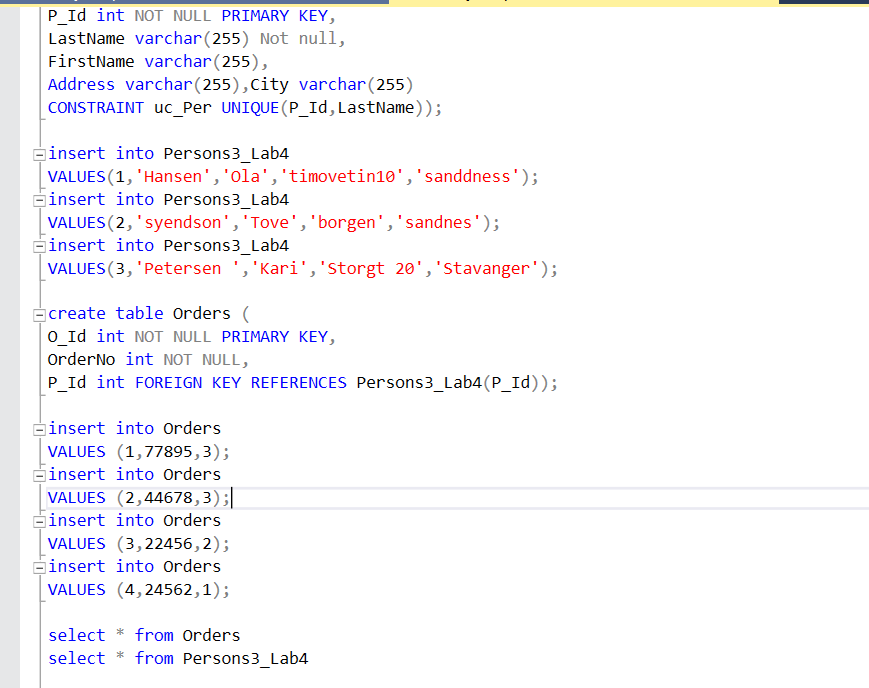 P_Id int NOT NULL PRIMARY KEY,
LastName varchar(255) Not null,
FirstName varchar(255),
Address varchar(255),City varchar(255)
CONSTRAINT uc_Per UNIQUE(P_Id,LastName));
insert into Persons3_Lab4
VALUES(1,'Hansen','Ola','timovetin10','sanddness');
insert into Persons3_Lab4
VALUES(2,'syendson','Tove','borgen','sandnes');
insert into Persons3_Lab4
VALUES(3,'Petersen ','Kari','Storgt 20','Stavanger');
create table Orders (
O_Id int NOT NULL PRIMARY KEY,
OrderNo int NOT NULL,
P_Id int FOREIGN KEY REFERENCES Persons3_Lab4(P_Id));
insert into Orders
VALUES (1,77895,3);
insert into Orders
VALUES (2,44678,3);
insert into Orders
VALUES (3,22456,2);
insert into Orders
VALUES (4,24562,1);
select * from Orders
select * from Persons3_Lab4